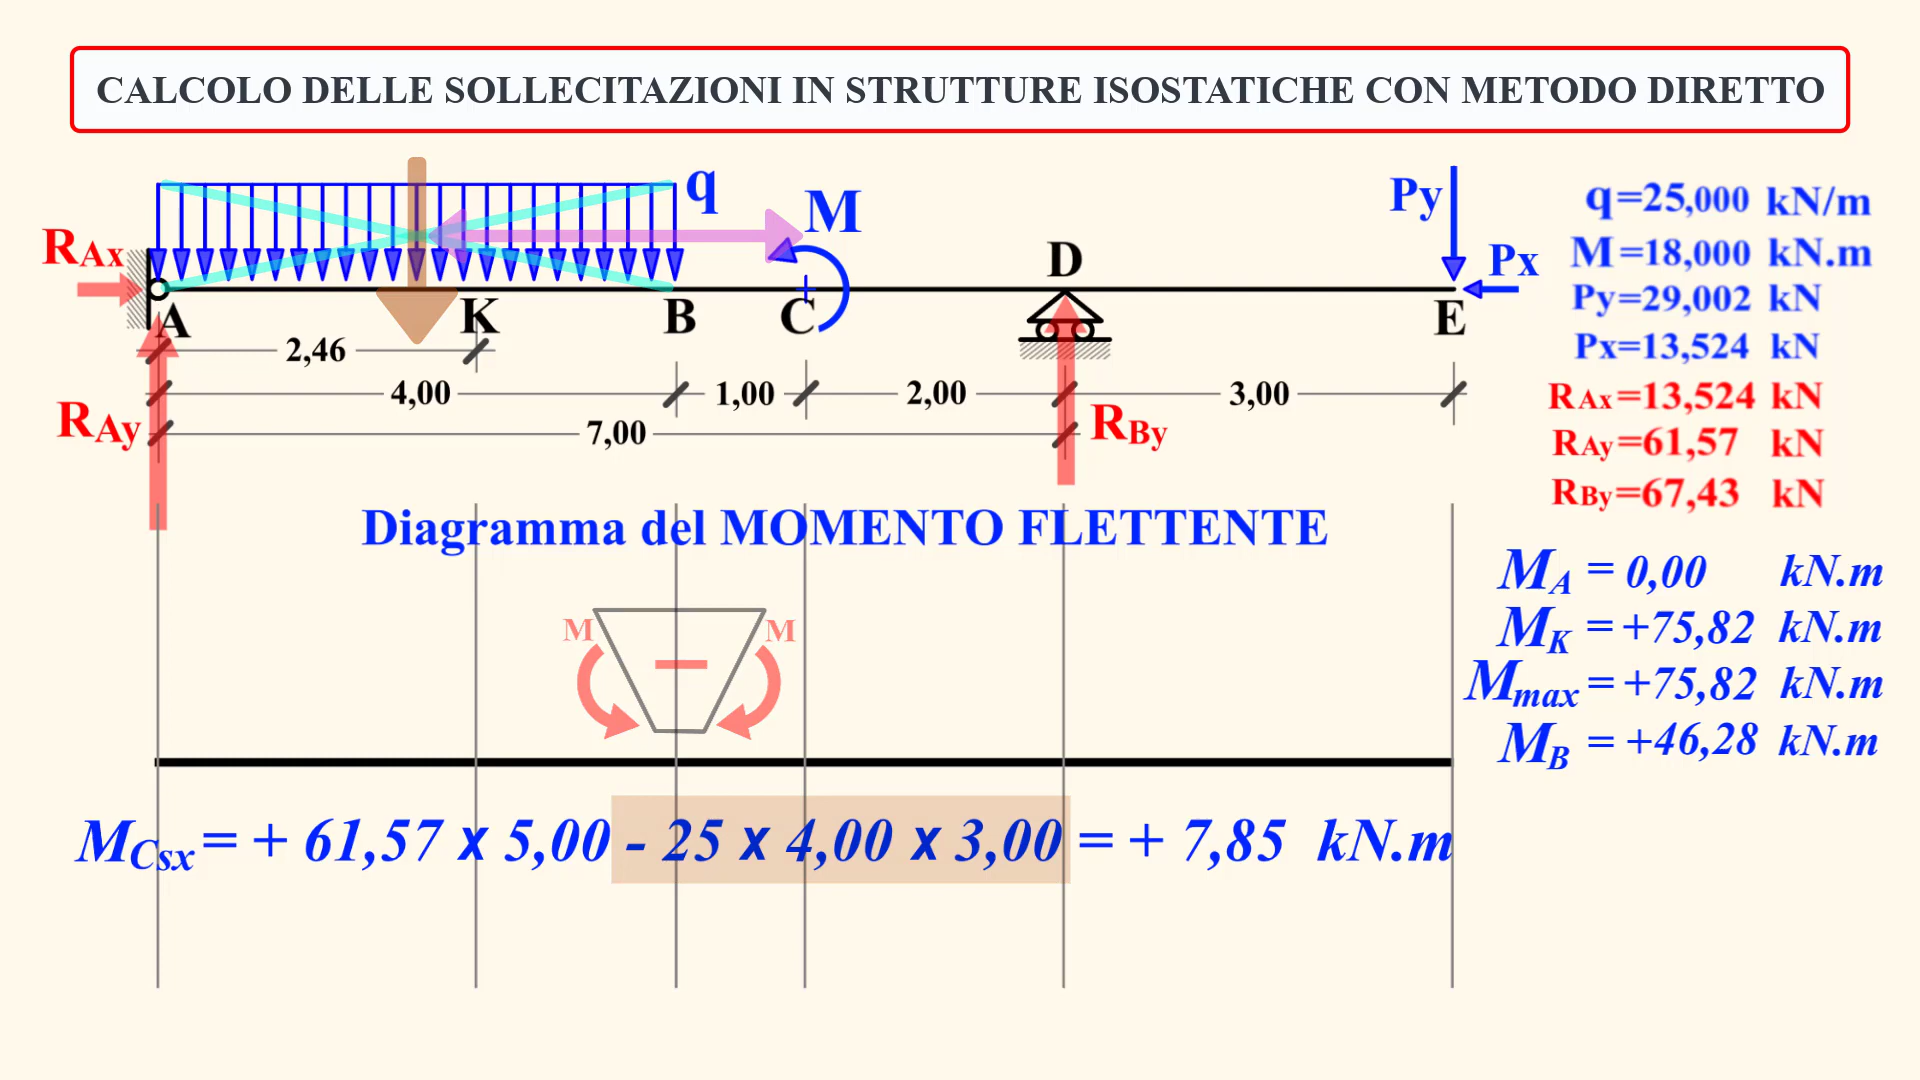 CALCOLO DELLE SOLLECITAZIONI IN STRUTTURE ISOSTATICHE CON METODO DIRETTO
q
M
Py
Px
RAx
A
K
B
C
D
E
2,46
4,00
1,00
2,00
3,00
7,00
RAy
RBy
q=25,000 kN/m
M=18,000 kN.m
Py=29,002 kN
Px=13,524 kN
RAx=13,524 kN
RAy=61,57 kN
RBy=67,43 kN
Diagramma del MOMENTO FLETTENTE
M
M
MA = 0,00 kN.m
MK = +75,82 kN.m
Mmax = +75,82 kN.m
MB = +46,28 kN.m
MCsx = + 61,57 x 5,00 - 25 x 4,00 x 3,00 = + 7,85 kN.m